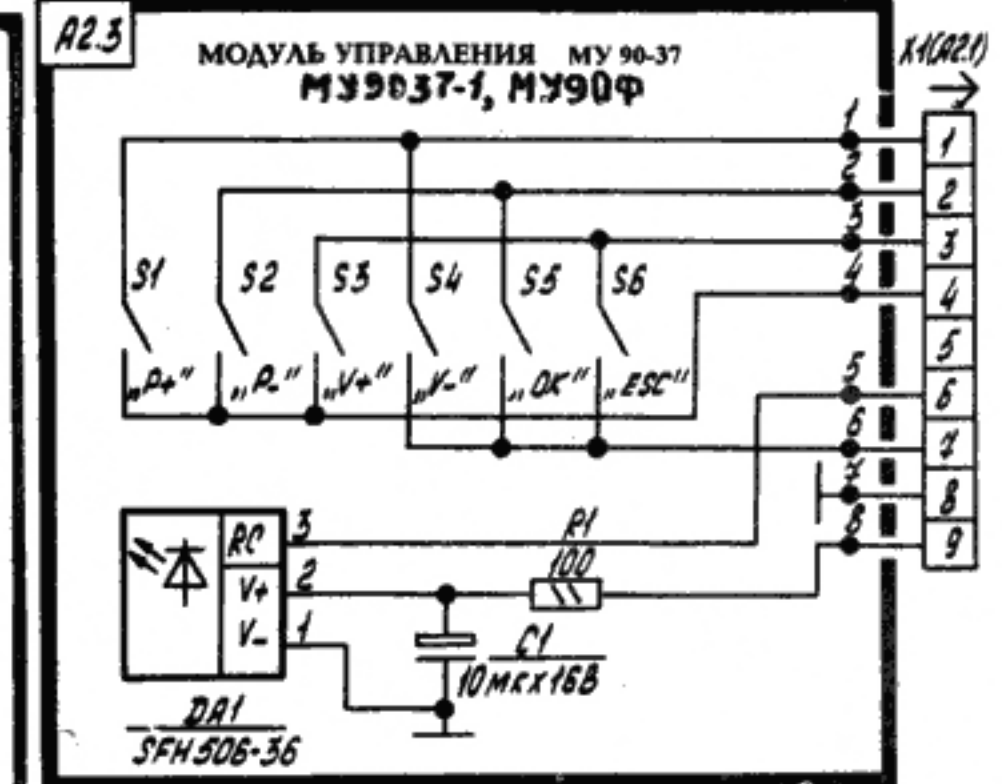 А2.3
МОДУЛЬ УПРАВЛЕНИЯ МУ 90-37
МУ9037-1, МУ90Ф
X1(A2.1)
1
1
2
2
3
3
S1
S2
S3
S4
S5
S6
4
4
5
„P+"
„P-"
„V+"
„V-"
„OK"
„ESC"
5
6
6
7
7
8
8
9
RC
3
R1
100
V+
2
V-
1
C1
10мкх16В
DA1
SFH506-36